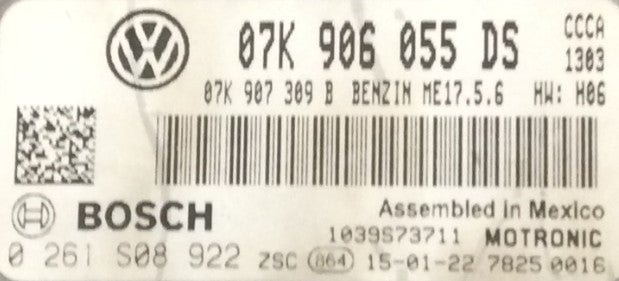 07K 906 055 DS CCCA
1303
07K 907 309 B BENZIN ME17.5.6 HW: H06
BOSCH
Assembled in Mexico
1039S73711 MOTRONIC
0 261 S08 922 ZSC 864 15-01-22 7825 0016